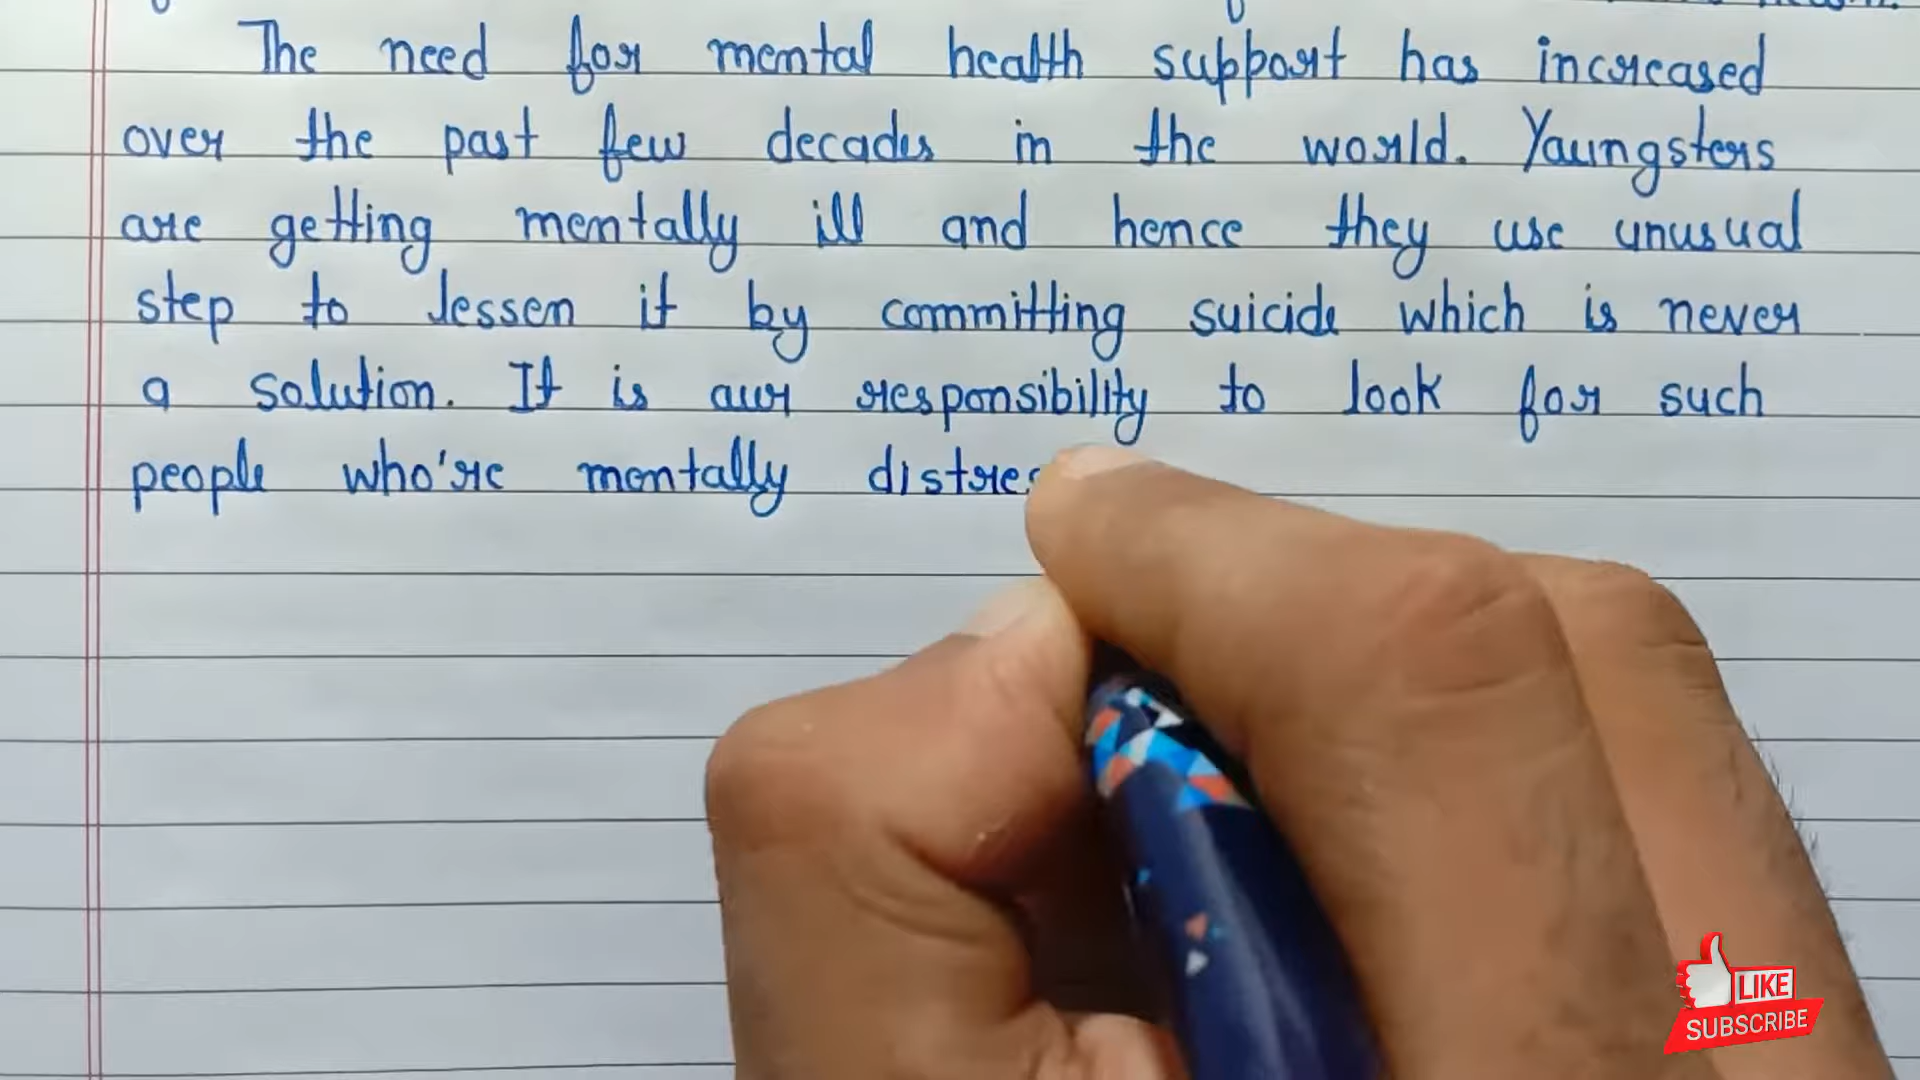 The need for mental health support has increased
over the past few decades in the world. Youngsters
are getting mentally ill and hence they use unusual
step to lessen it by committing suicide which is never
a solution. It is our responsibility to look for such
people who're mentally distres
LIKE
SUBSCRIBE